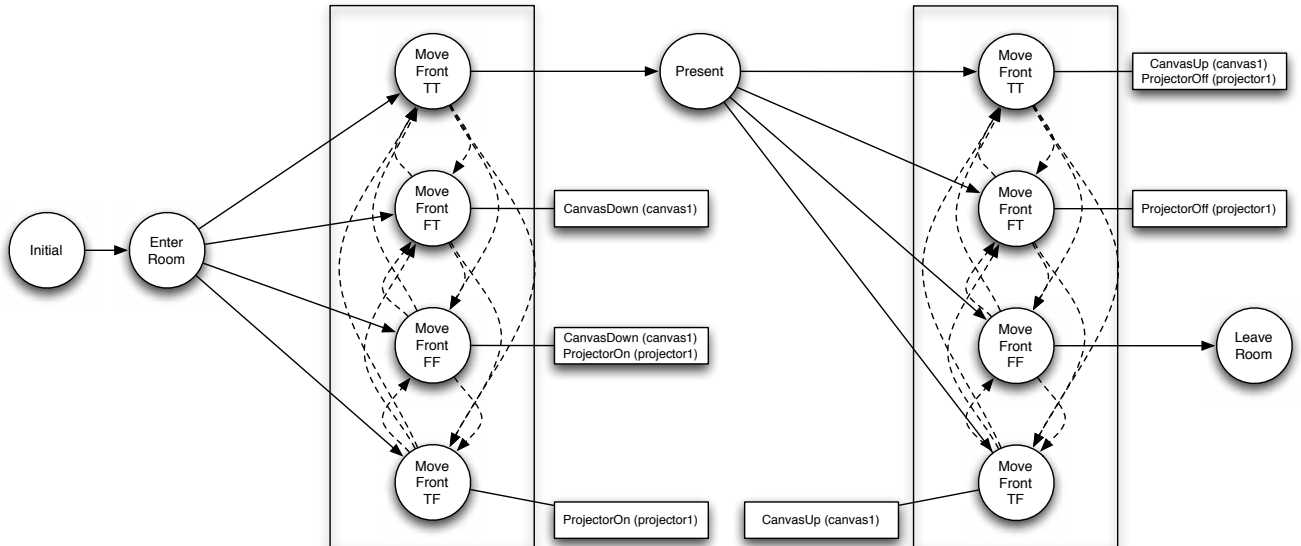 Initial
Enter
Room
Move
Front
TT
Move
Front
FT
CanvasDown (canvas1)
Move
Front
FF
CanvasDown (canvas1)
ProjectorOn (projector1)
Move
Front
TF
ProjectorOn (projector1)
Present
Move
Front
TT
CanvasUp (canvas1)
ProjectorOff (projector1)
Move
Front
FT
ProjectorOff (projector1)
Move
Front
FF
Leave
Room
Move
Front
TF
CanvasUp (canvas1)